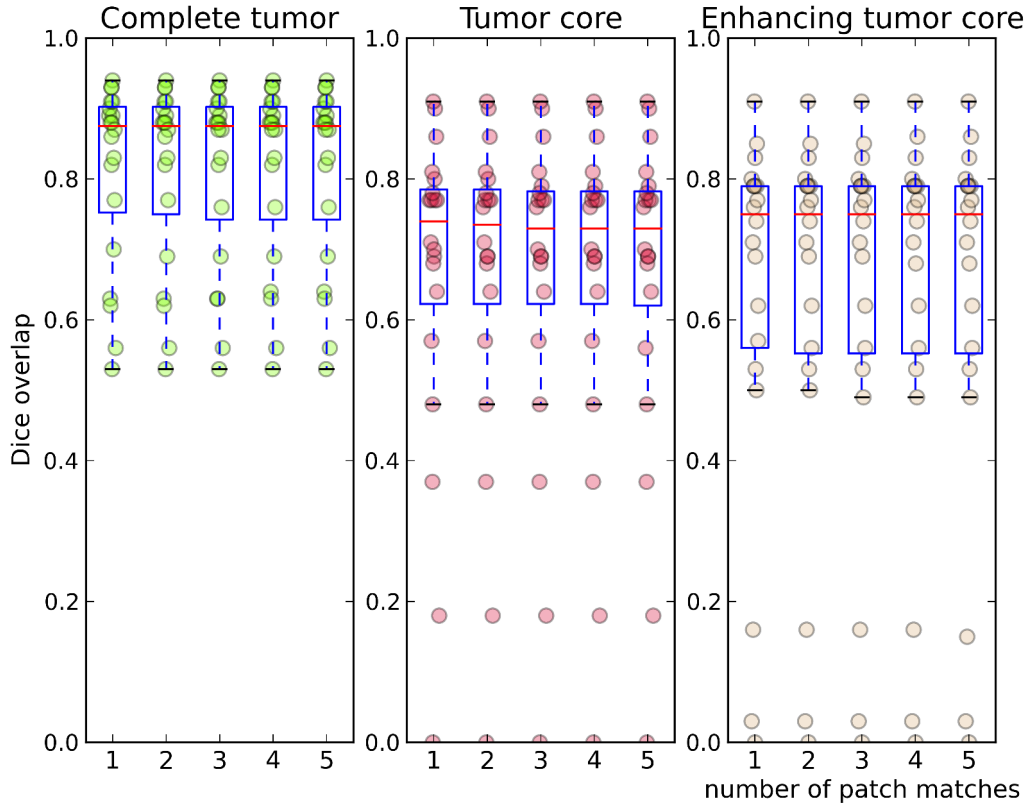 Complete tumor
Tumor core
Enhancing tumor core
Dice overlap
1.0
0.8
0.6
0.4
0.2
0.0
1 2 3 4 5
1.0
0.8
0.6
0.4
0.2
0.0
1 2 3 4 5
1.0
0.8
0.6
0.4
0.2
0.0
1 2 3 4 5
number of patch matches